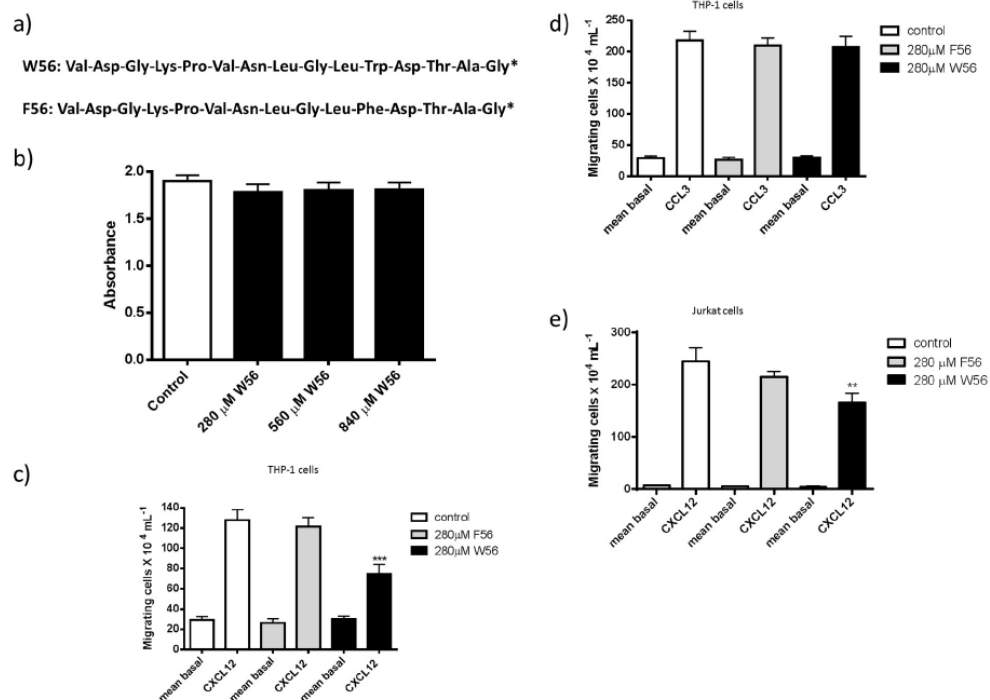 a)
W56: Val-Asp-Gly-Lys-Pro-Val-Asn-Leu-Gly-Leu-Trp-Asp-Thr-Ala-Gly*
F56: Val-Asp-Gly-Lys-Pro-Val-Asn-Leu-Gly-Leu-Phe-Asp-Thr-Ala-Gly*
b)
Absorbance
2.0
1.5
1.0
0.5
0.0
Control
280 μM W56
560 μM W56
840 μM W56
c)
THP-1 cells
Migrating cells X 10⁴ mL⁻¹
140
120
100
80
60
40
20
0
mean basal
CXCL12
mean basal
CXCL12
mean basal
CXCL12
***
control
280μM F56
280μM W56
d)
THP-1 cells
Migrating cells X 10⁴ mL⁻¹
250
200
150
100
50
0
mean basal
CCL3
mean basal
CCL3
mean basal
CCL3
control
280μM F56
280μM W56
e)
Jurkat cells
Migrating cells x 10⁴ mL⁻¹
300
200
100
0
mean basal
CXCL12
mean basal
CXCL12
mean basal
CXCL12
**
control
280 μM F56
280 μM W56